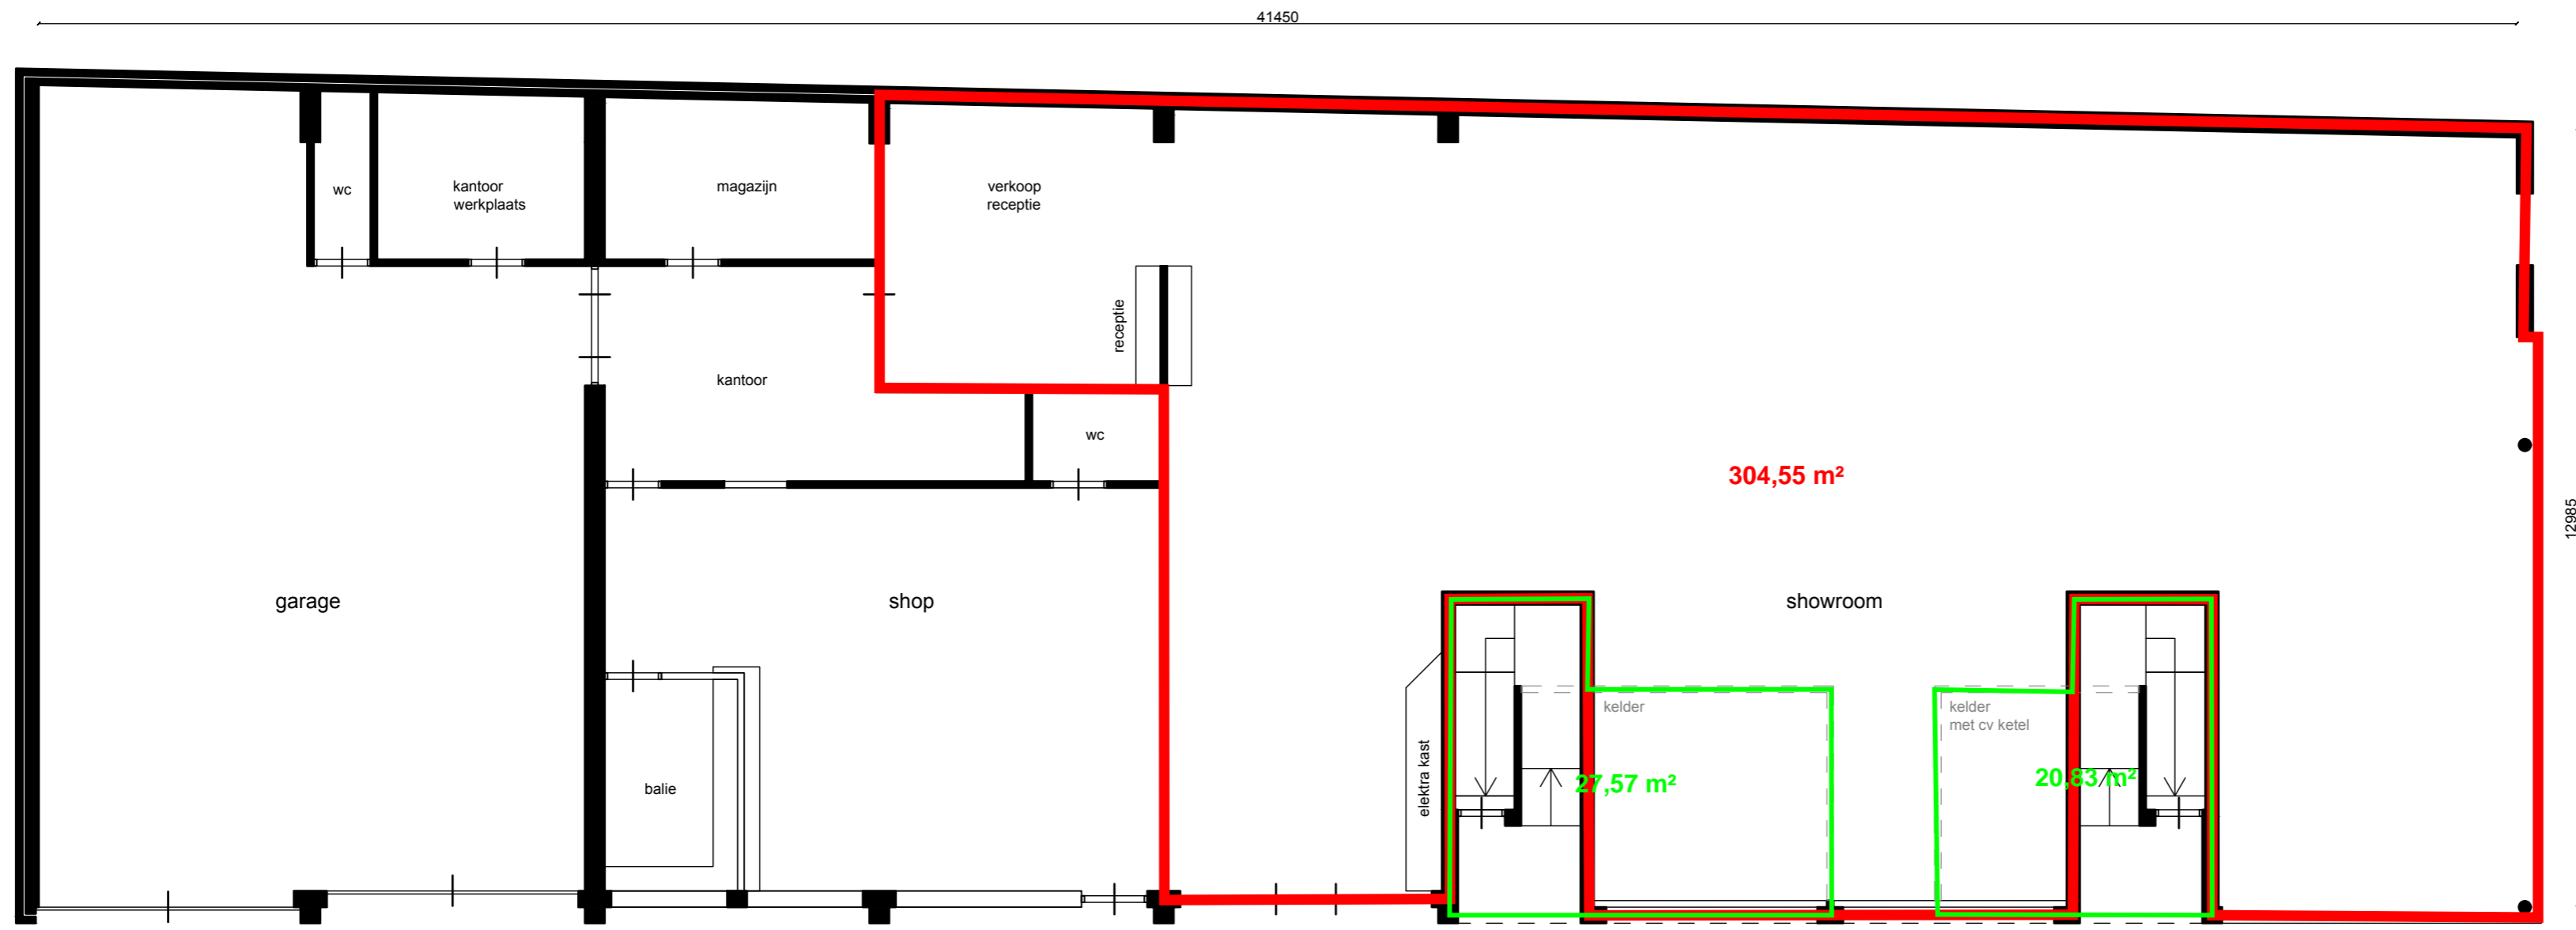 41450
wc
kantoor
werkplaats
magazijn
verkoop
receptie
receptie
kantoor
wc
304,55 m²
12985
garage
shop
showroom
kelder
kelder
met cv ketel
elektra kast
27,57 m²
20,83 m²
balie